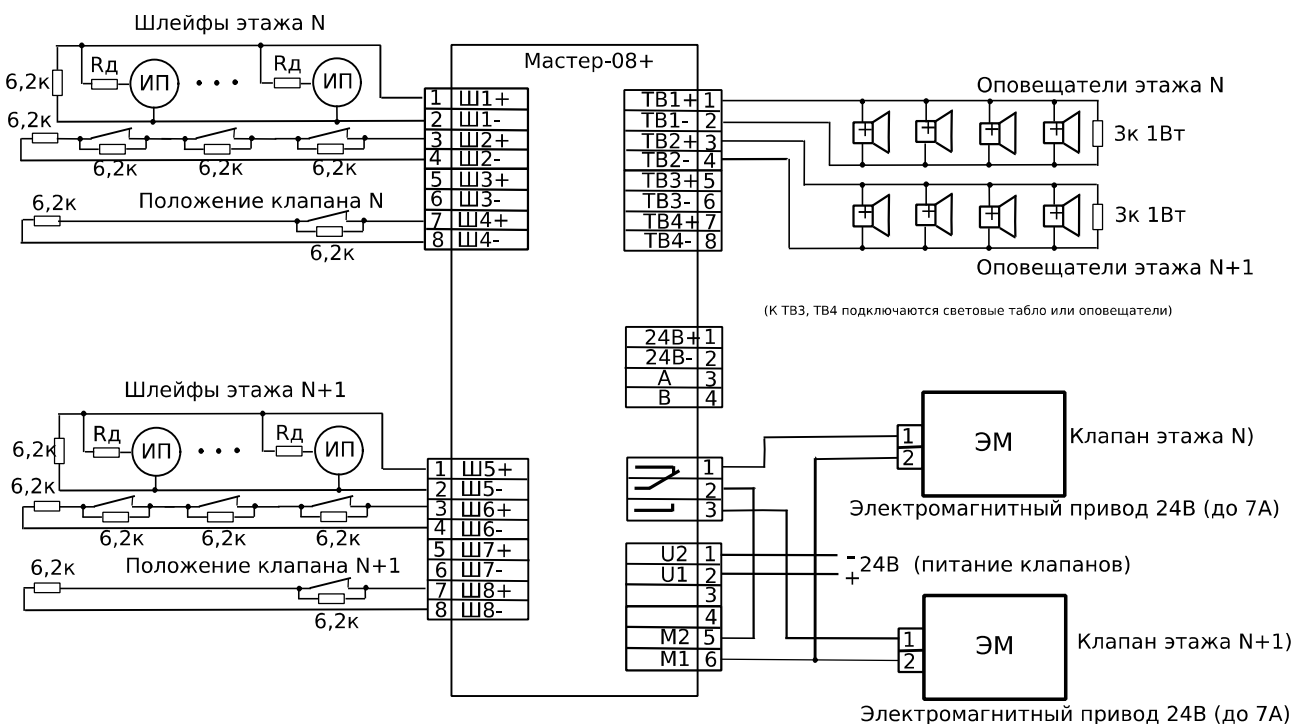 Шлейфы этажа N
Rд
ИП
Rд
ИП
6,2к
6,2к
6,2к 6,2к 6,2к
6,2к
Положение клапана N
6,2к
Мастер-08+
1 Ш1+
2 Ш1-
3 Ш2+
4 Ш2-
5 Ш3+
6 Ш3-
7 Ш4+
8 Ш4-
ТВ1+ 1
ТВ1- 2
ТВ2+ 3
ТВ2- 4
ТВ3+ 5
ТВ3- 6
ТВ4+ 7
ТВ4- 8
Оповещатели этажа N
+ + + +
3к 1Вт
+ + + +
3к 1Вт
Оповещатели этажа N+1
(К ТВ3, ТВ4 подключаются световые табло или оповещатели)
24В+ 1
24В- 2
А 3
В 4
Шлейфы этажа N+1
Rд
ИП
Rд
ИП
6,2к
6,2к
6,2к 6,2к 6,2к
6,2к
Положение клапана N+1
6,2к
1 Ш5+
2 Ш5-
3 Ш6+
4 Ш6-
5 Ш7+
6 Ш7-
7 Ш8+
8 Ш8-
1
2
3
U2 1
U1 2
3
4
М2 5
М1 6
1
2
ЭМ
Клапан этажа N)
Электромагнитный привод 24В (до 7А)
-
+
24В (питание клапанов)
1
2
ЭМ
Клапан этажа N+1)
Электромагнитный привод 24В (до 7А)